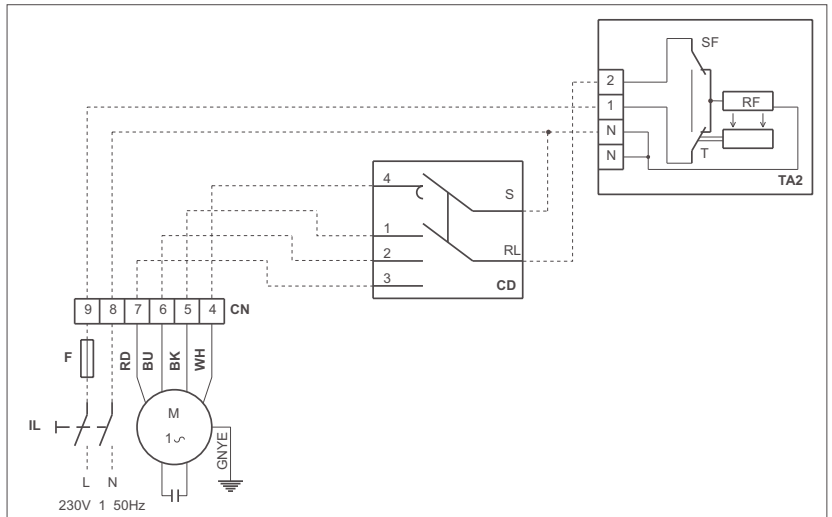 SF
2
1
N
N
RF
T
TA2
4
1
2
3
S
RL
CD
9 8 7 6 5 4 CN
F
RD
BU
BK
WH
M
1
GNYE
IL
L N
230V 1 50Hz